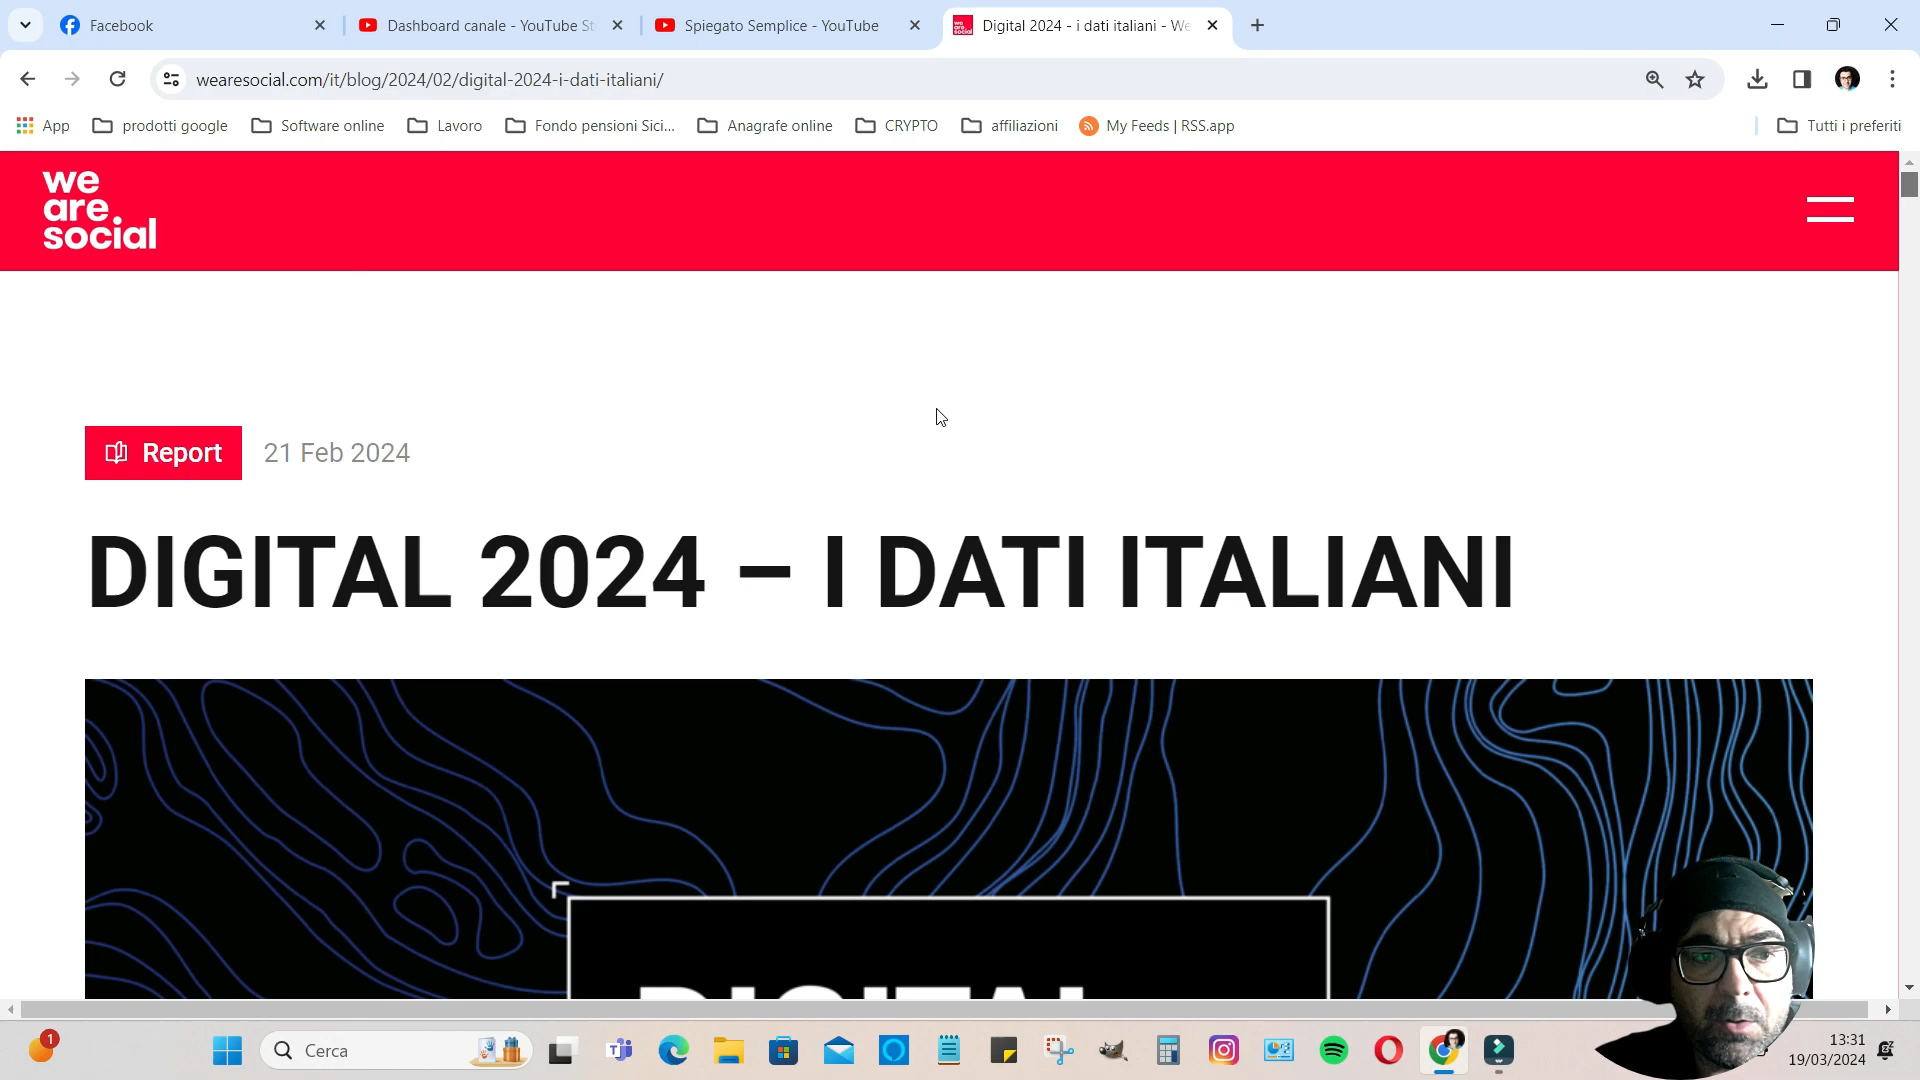 Facebook
Dashboard canale - YouTube St
Spiegato Semplice - YouTube
Digital 2024 - i dati italiani - We
wearesocial.com/it/blog/2024/02/digital-2024-i-dati-italiani/
App
prodotti google
Software online
Lavoro
Fondo pensioni Sici...
Anagrafe online
CRYPTO
affiliazioni
My Feeds | RSS.app
Tutti i preferiti
we
are
social
Report
21 Feb 2024
DIGITAL 2024 – I DATI ITALIANI
DIGITAL
1
Cerca
13:31
19/03/2024